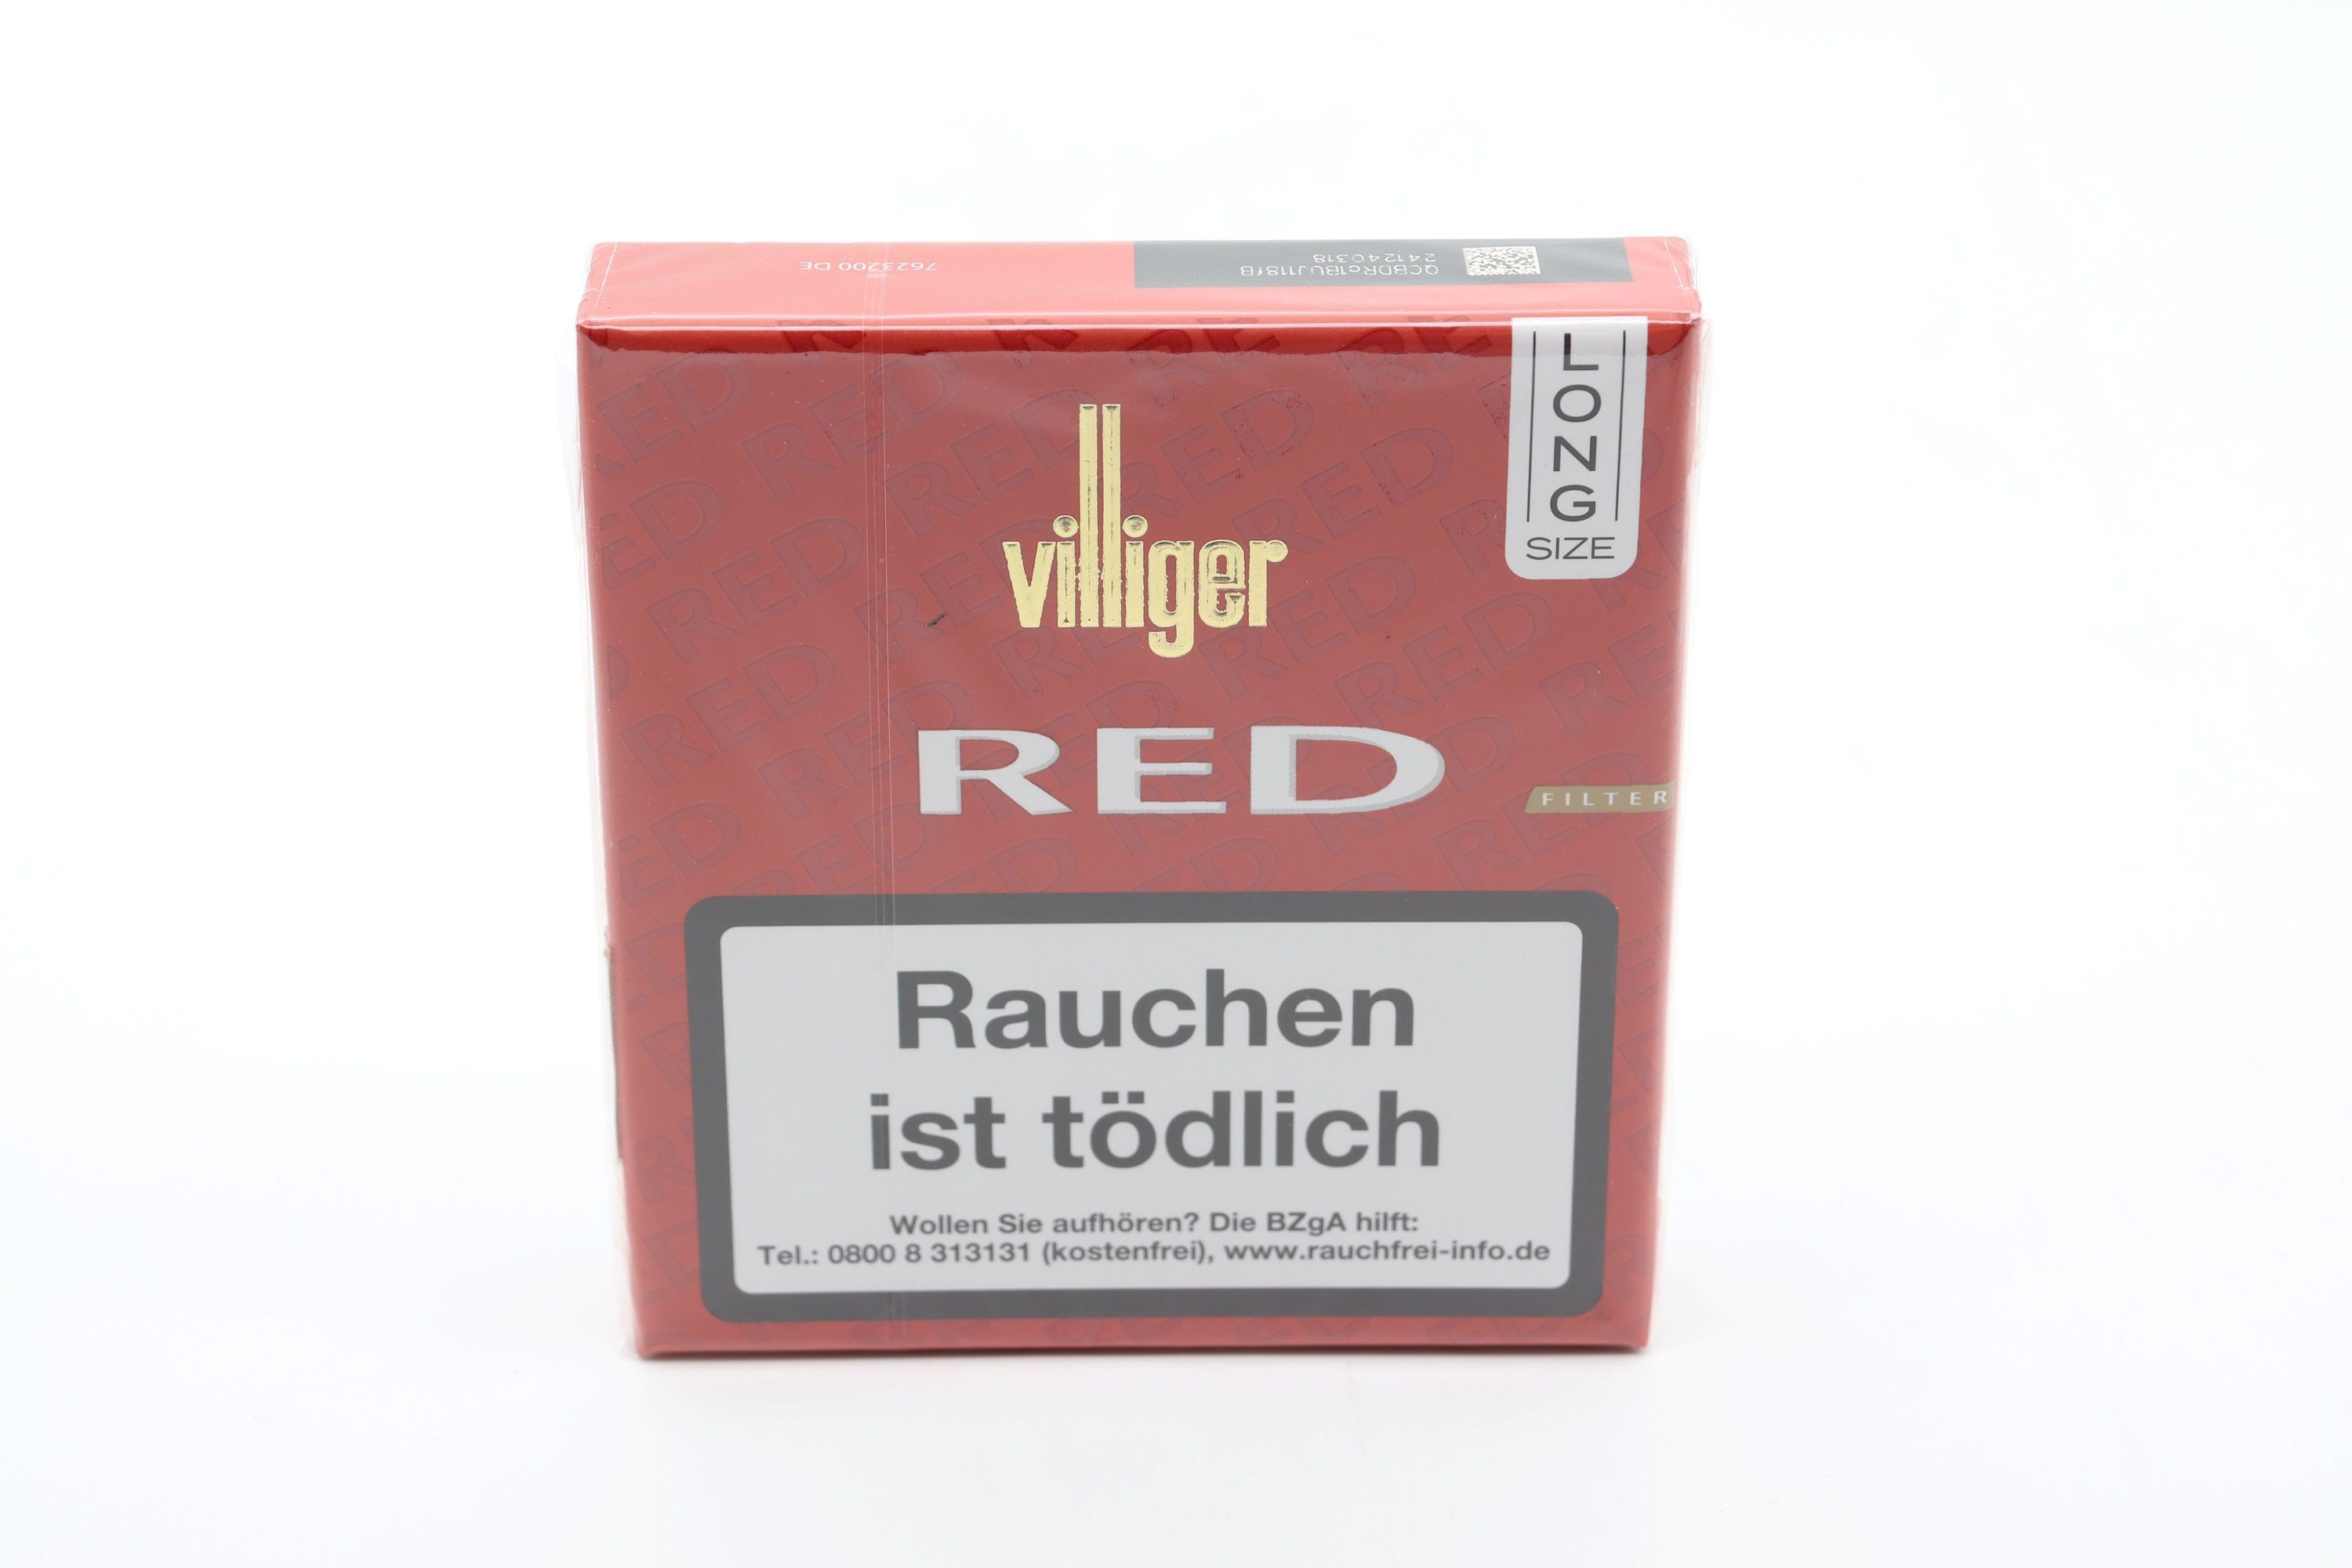 7623200 DE
241240318
villiger
RED
LONG
SIZE
FILTER
Rauchen
ist tödlich
Wollen Sie aufhören? Die BZgA hilft:
Tel.: 0800 8 313131 (kostenfrei), www.rauchfrei-info.de